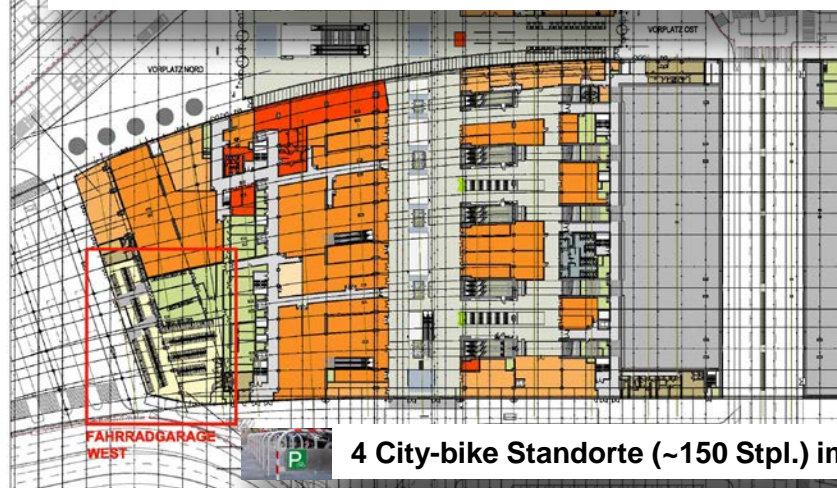 VORPLATZ OST
VORPLATZ NORD
FAHRRADGARAGE
WEST
P
4 City-bike Standorte (~150 Stpl.) in